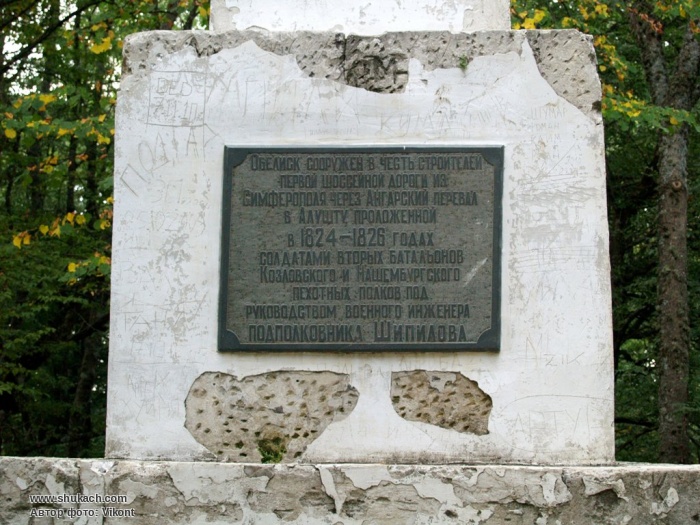 Обелиск сооружен в честь строителей
первой шоссейной дороги из
Симферополя через Ангарский перевал
в Алушту, проложенной
в 1824–1826 годах
солдатами вторых батальонов
Козловского и Нашембургского
пехотных полков под
руководством военного инженера
подполковника Шипилова
www.shukach.com
Автор фото: Vikont